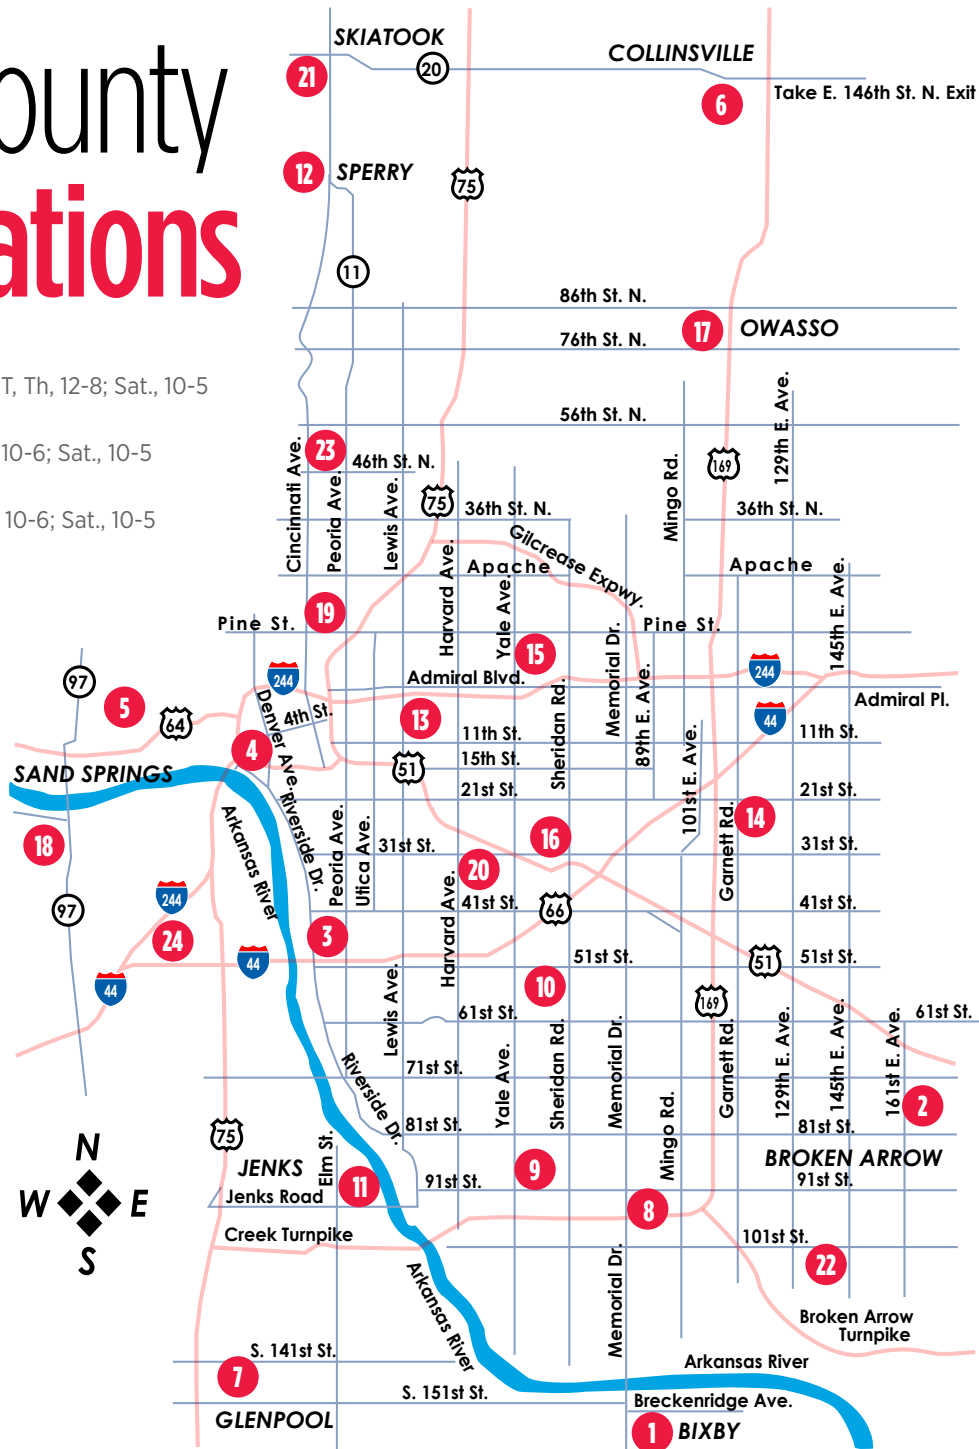 ounty
ations
T, Th, 12-8; Sat., 10-5
10-6; Sat., 10-5
10-6; Sat., 10-5
SKIATOOK
COLLINSVILLE
21
20
6
Take E. 146th St. N. Exit
12
SPERRY
75
11
86th St. N.
17
OWASSO
76th St. N.
129th E. Ave.
56th St. N.
23
Cincinnati Ave.
46th St. N.
Peoria Ave.
Lewis Ave.
Mingo Rd.
169
75
36th St. N.
36th St. N.
Gilcrease Expwy.
Harvard Ave.
Apache
Apache
Yale Ave.
145th E. Ave.
19
Pine St.
Pine St.
Memorial Dr.
15
97
244
Admiral Blvd.
244
89th E. Ave.
Sheridan Rd.
5
64
Denver Ave.
4th St.
13
Admiral Pl.
44
11th St.
11th St.
4
15th St.
51
101st E. Ave.
SAND SPRINGS
21st St.
21st St.
Riverside Dr.
Arkansas River
Peoria Ave.
Utica Ave.
14
Garnett Rd.
18
31st St.
16
31st St.
20
244
97
Harvard Ave.
41st St.
66
41st St.
3
24
44
51st St.
51
51st St.
44
10
Lewis Ave.
169
61st St.
61st St.
Riverside Dr.
Yale Ave.
Sheridan Rd.
Memorial Dr.
Garnett Rd.
129th E. Ave.
145th E. Ave.
161st E. Ave.
71st St.
2
Mingo Rd.
81st St.
81st St.
75
N
W
E
S
JENKS
Elm St.
BROKEN ARROW
9
91st St.
91st St.
11
Jenks Road
8
Creek Turnpike
101st St.
22
Arkansas River
Memorial Dr.
Broken Arrow
Turnpike
S. 141st St.
Arkansas River
7
S. 151st St.
Breckenridge Ave.
GLENPOOL
1
BIXBY